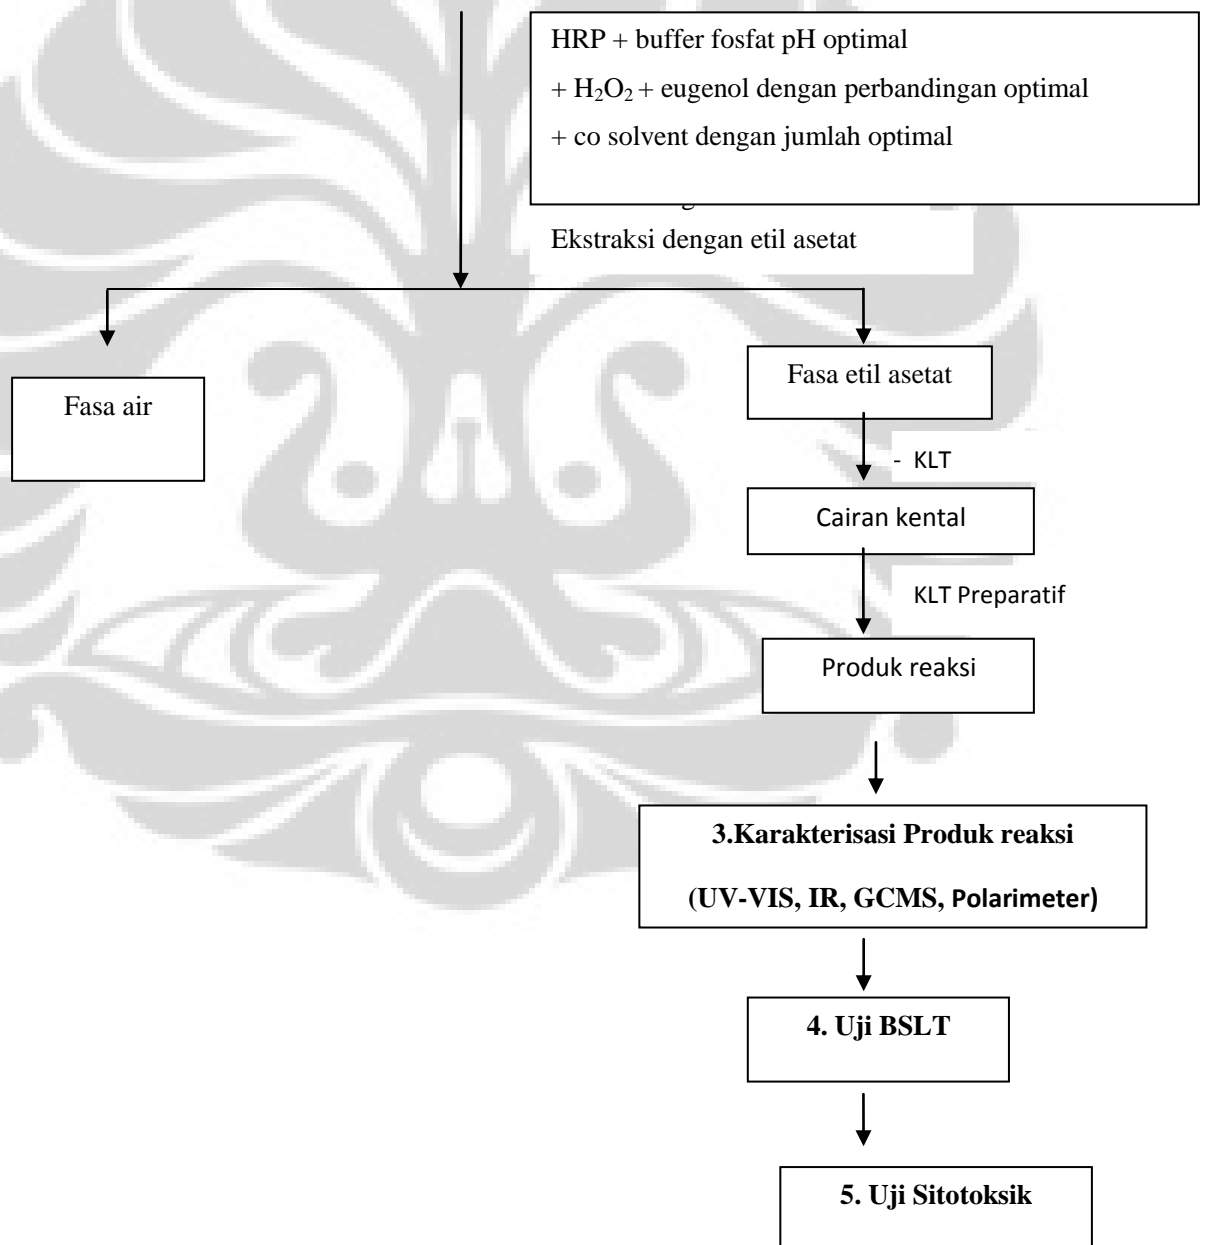 HRP + buffer fosfat pH optimal
+ H₂O₂ + eugenol dengan perbandingan optimal
+ co solvent dengan jumlah optimal
Ekstraksi dengan etil asetat
Fasa etil asetat
Fasa air
- KLT
Cairan kental
KLT Preparatif
Produk reaksi
3.Karakterisasi Produk reaksi
(UV-VIS, IR, GCMS, Polarimeter)
4. Uji BSLT
5. Uji Sitotoksik